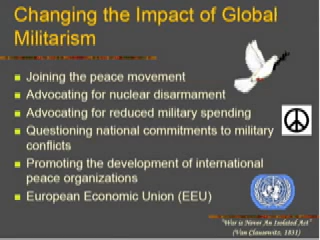 Changing the Impact of Global
Militarism
Joining the peace movement
Advocating for nuclear disarmament
Advocating for reduced military spending
Questioning national commitments to military
conflicts
Promoting the development of international
peace organizations
European Economic Union (EEU)
"War is Never An Isolated Act"
(Van Clausewitz, 1831)